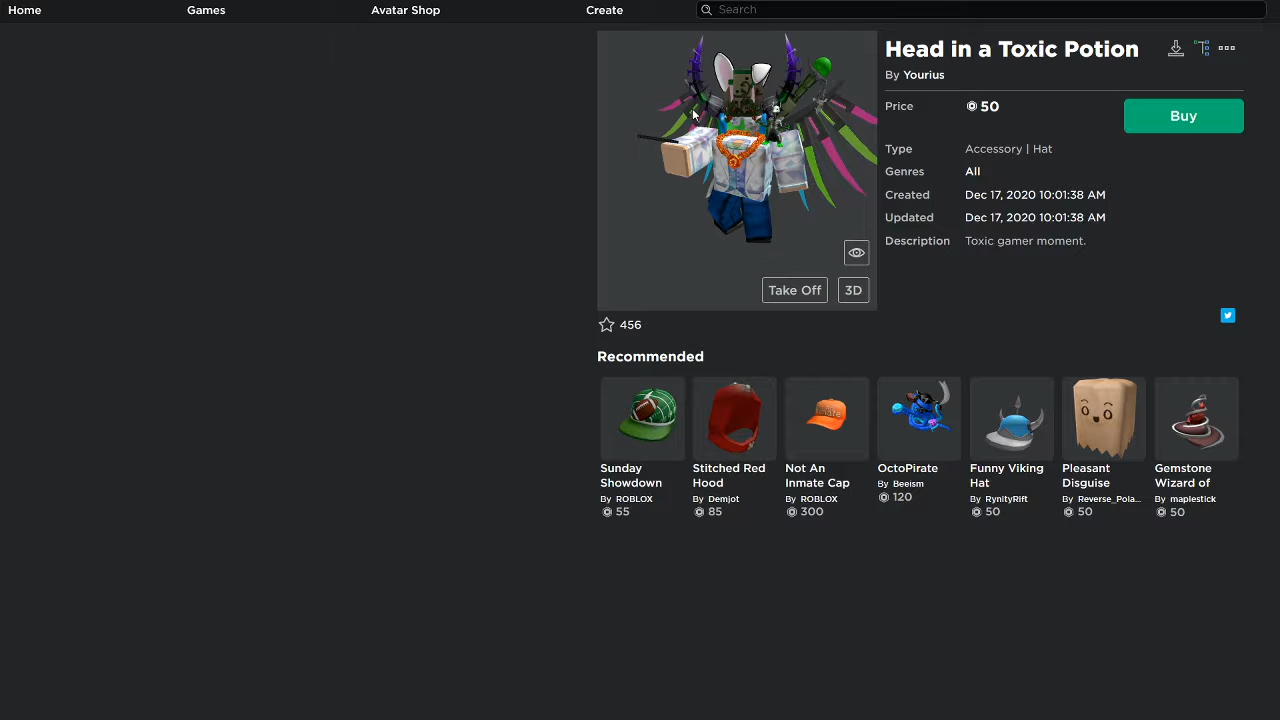 Home Games Avatar Shop Create Search
Head in a Toxic Potion
By Yourius
Price 50
Buy
Type Accessory | Hat
Genres All
Created Dec 17, 2020 10:01:38 AM
Updated Dec 17, 2020 10:01:38 AM
Description Toxic gamer moment.
Take Off 3D
456
Recommended
Sunday
Showdown
By ROBLOX
55
Stitched Red
Hood
By Demjot
85
Not An
Inmate Cap
By ROBLOX
300
OctoPirate
By Beeism
120
Funny Viking
Hat
By RynityRift
50
Pleasant
Disguise
By Reverse_Pola...
50
Gemstone
Wizard of
By maplestick
50